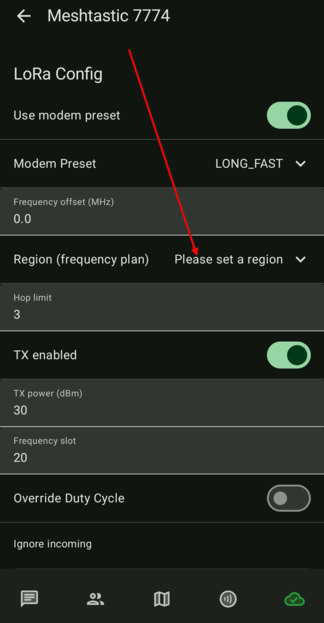 Meshtastic 7774
LoRa Config
Use modem preset
Modem Preset LONG_FAST
Frequency offset (MHz)
0.0
Region (frequency plan) Please set a region
Hop limit
3
TX enabled
TX power (dBm)
30
Frequency slot
20
Override Duty Cycle
Ignore incoming